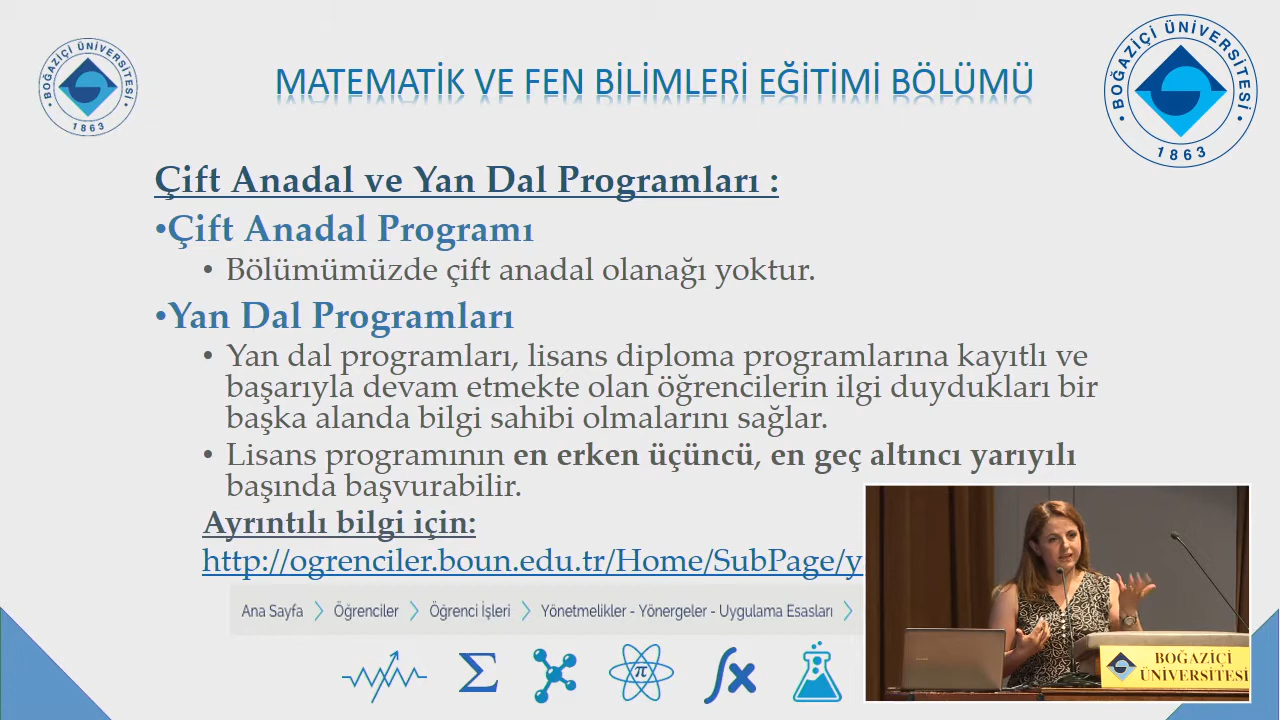 BOĞAZİÇİ ÜNİVERSİTESİ
1863
MATEMATİK VE FEN BİLİMLERİ EĞİTİMİ BÖLÜMÜ
BOĞAZİÇİ ÜNİVERSİTESİ
1863
Çift Anadal ve Yan Dal Programları :
•Çift Anadal Programı
• Bölümümüzde çift anadal olanağı yoktur.
•Yan Dal Programları
• Yan dal programları, lisans diploma programlarına kayıtlı ve
başarıyla devam etmekte olan öğrencilerin ilgi duydukları bir
başka alanda bilgi sahibi olmalarını sağlar.
• Lisans programının en erken üçüncü, en geç altıncı yarıyılı
başında başvurabilir.
Ayrıntılı bilgi için:
http://ogrenciler.boun.edu.tr/Home/SubPage/y
Ana Sayfa > Öğrenciler > Öğrenci İşleri > Yönetmelikler - Yönergeler - Uygulama Esasları >
Σ
π
∫x
BOĞAZİÇİ
ÜNİVERSİTESİ